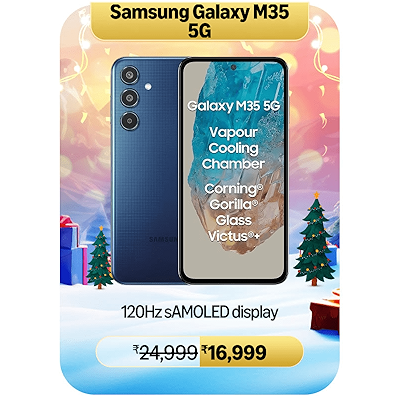 Samsung Galaxy M35
5G
SAMSUNG
Galaxy M35 5G
Vapour
Cooling
Chamber
Corning®
Gorilla®
Glass
Victus®+
120Hz sAMOLED display
₹24,999 ₹16,999